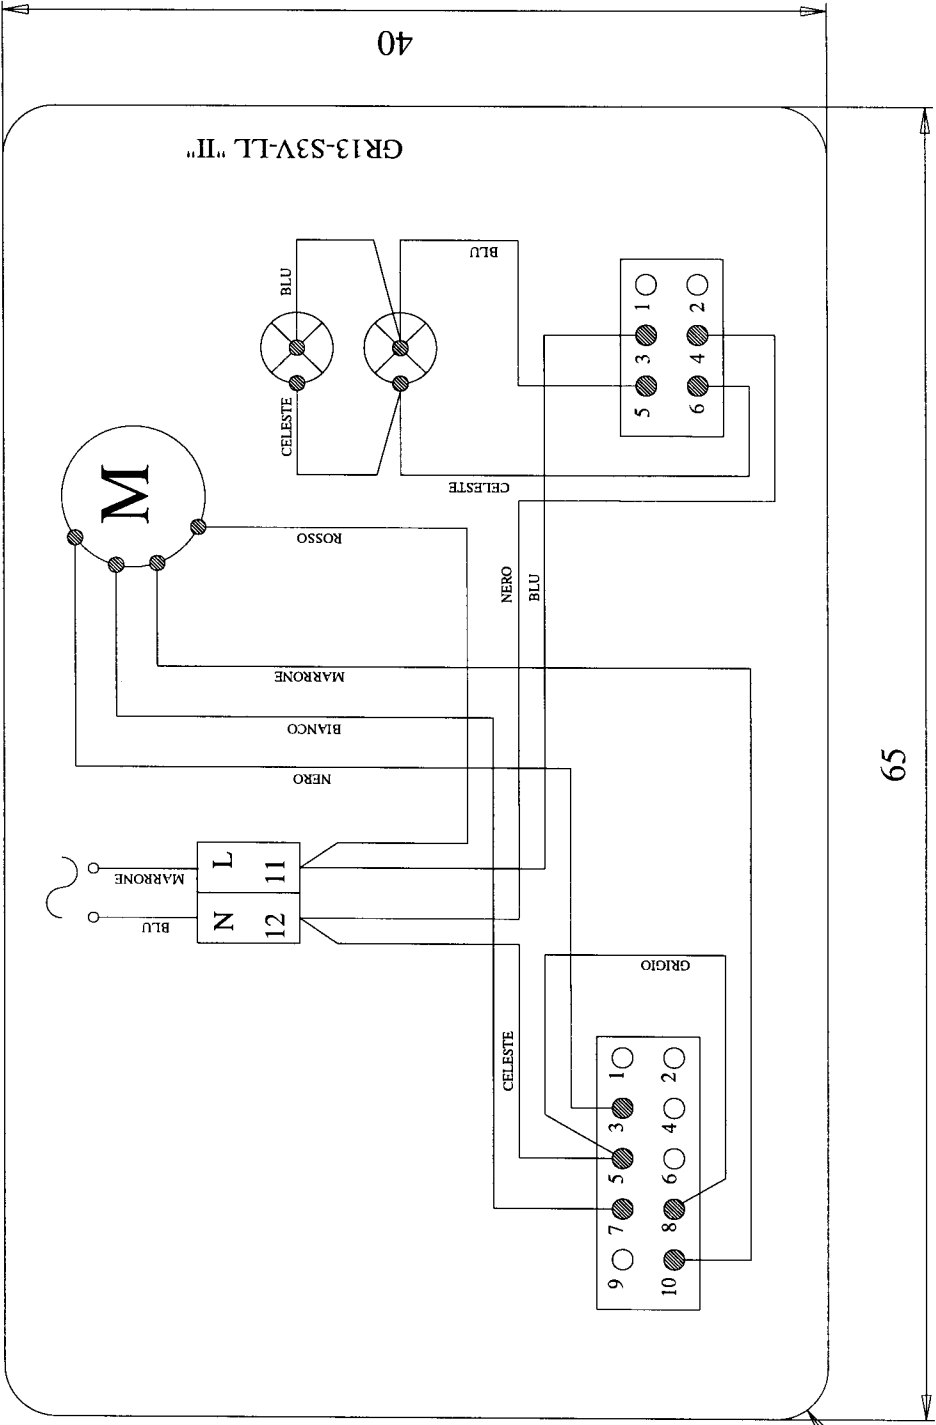 40
GR13-S3V-LL "II"
BLU
BLU
CELESTE
CELESTE
1
2
3
4
5
6
M
ROSSO
NERO
BLU
MARRONE
BIANCO
NERO
MARRONE
BLU
L
11
N
12
65
CELESTE
GRIGIO
1
2
3
4
5
6
7
8
9
10